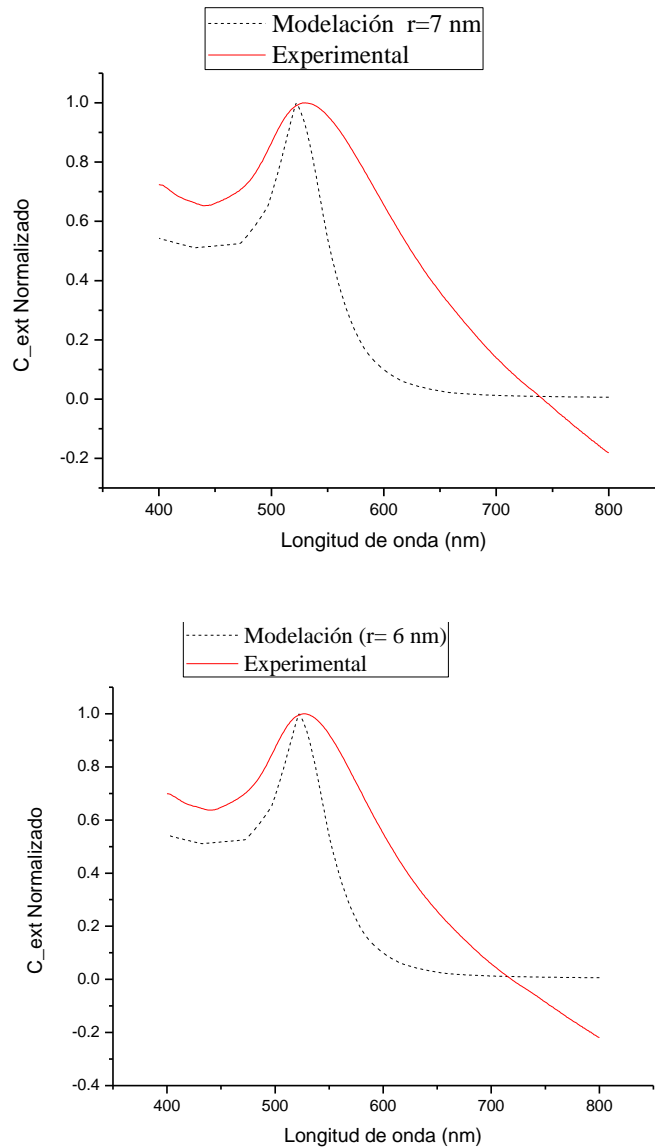 Modelación  r=7 nm
Experimental
1.0
0.8
0.6
0.4
0.2
0.0
-0.2
C_ext Normalizado
400 500 600 700 800
Longitud de onda (nm)
Modelación (r= 6 nm)
Experimental
1.0
0.8
0.6
0.4
0.2
0.0
-0.2
-0.4
C_ext Normalizado
400 500 600 700 800
Longitud de onda (nm)